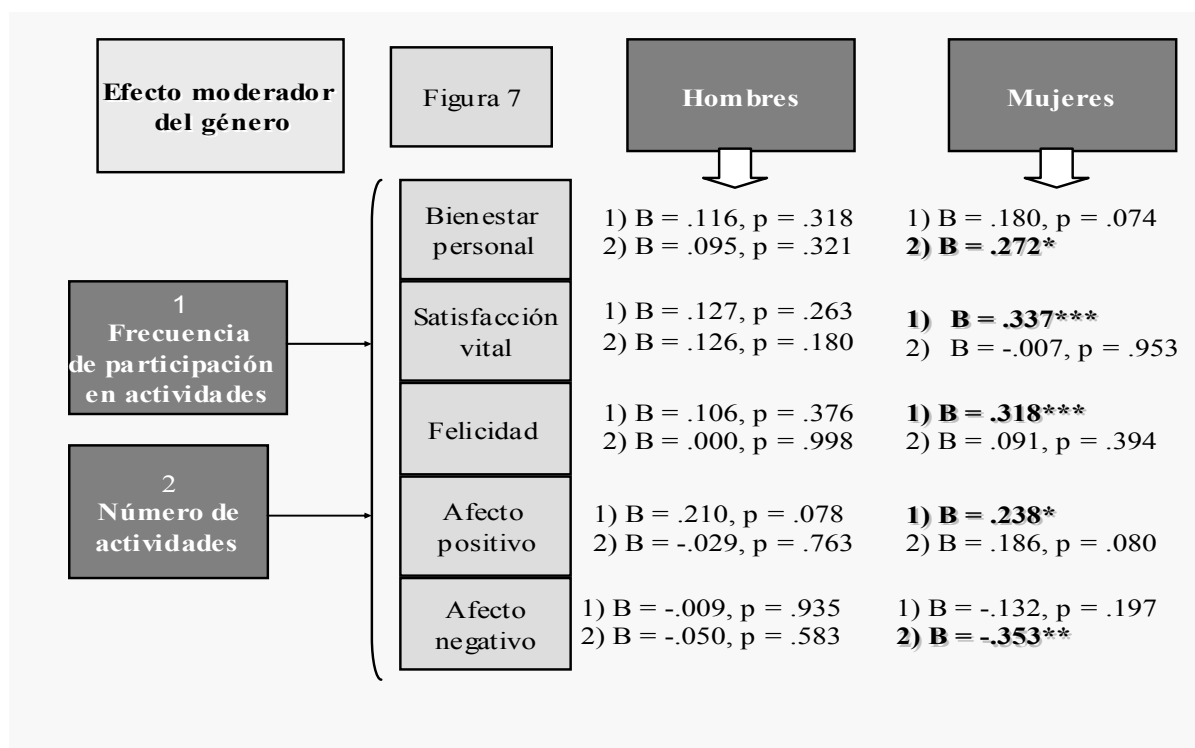 Efecto moderador
del género
Figura 7
Hombres
Mujeres
Bienestar
personal
1) B = .116, p = .318
2) B = .095, p = .321
1) B = .180, p = .074
2) B = .272*
1
Frecuencia
de participación
en actividades
Satisfacción
vital
1) B = .127, p = .263
2) B = .126, p = .180
1) B = .337***
2) B = -.007, p = .953
Felicidad
1) B = .106, p = .376
2) B = .000, p = .998
1) B = .318***
2) B = .091, p = .394
2
Número de
actividades
Afecto
positivo
1) B = .210, p = .078
2) B = -.029, p = .763
1) B = .238*
2) B = .186, p = .080
Afecto
negativo
1) B = -.009, p = .935
2) B = -.050, p = .583
1) B = -.132, p = .197
2) B = -.353**